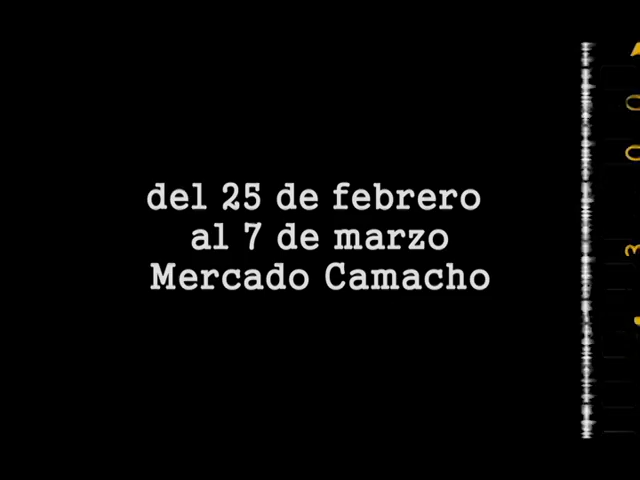 del 25 de febrero
al 7 de marzo
Mercado Camacho